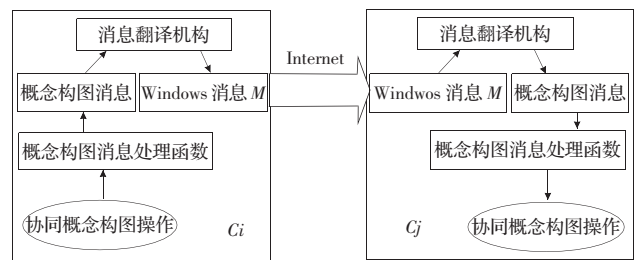 消息翻译机构
概念构图消息
Windows 消息 M
概念构图消息处理函数
协同概念构图操作
Ci
Internet
消息翻译机构
Windwos 消息 M
概念构图消息
概念构图消息处理函数
Cj
协同概念构图操作